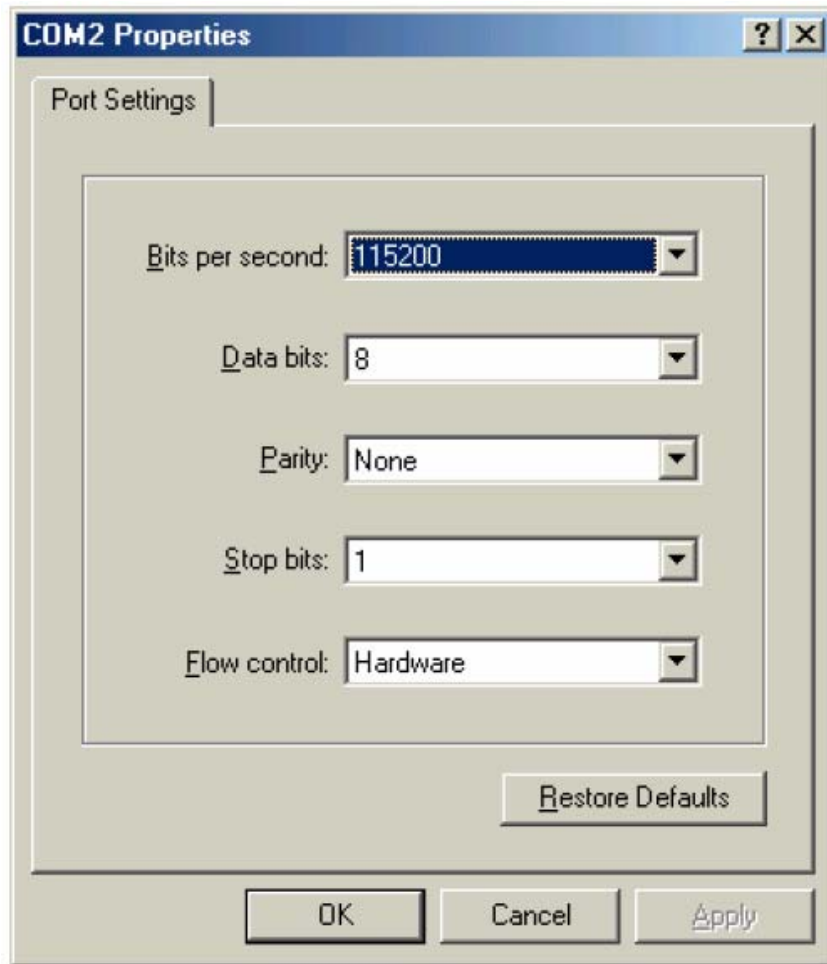 COM2 Properties
Port Settings
Bits per second: 115200
Data bits: 8
Parity: None
Stop bits: 1
Flow control: Hardware
Restore Defaults
OK Cancel Apply